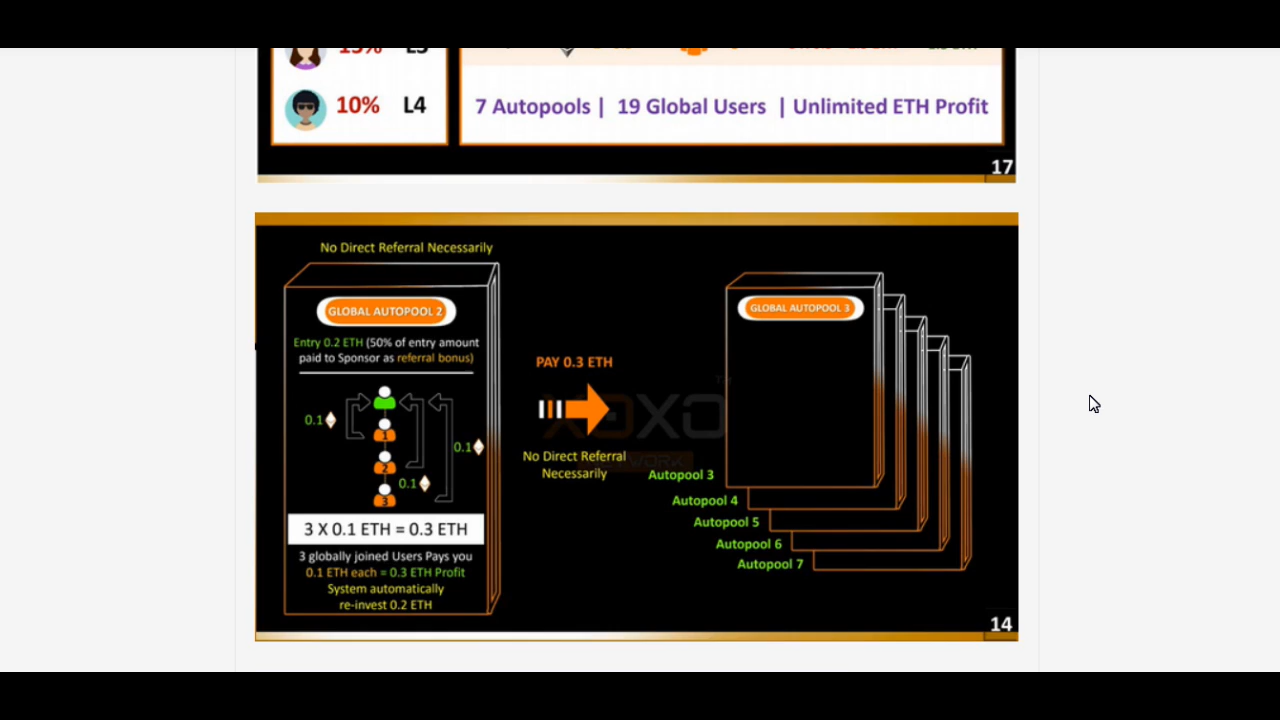 10% L4
7 Autopools | 19 Global Users | Unlimited ETH Profit
17
No Direct Referral Necessarily
GLOBAL AUTOPOOL 2
Entry 0.2 ETH (50% of entry amount
paid to Sponsor as referral bonus)
0.1
1
0.1
2
0.1
3
3 X 0.1 ETH = 0.3 ETH
3 globally joined Users Pays you
0.1 ETH each = 0.3 ETH Profit
System automatically
re-invest 0.2 ETH
PAY 0.3 ETH
No Direct Referral
Necessarily
GLOBAL AUTOPOOL 3
Autopool 3
Autopool 4
Autopool 5
Autopool 6
Autopool 7
14